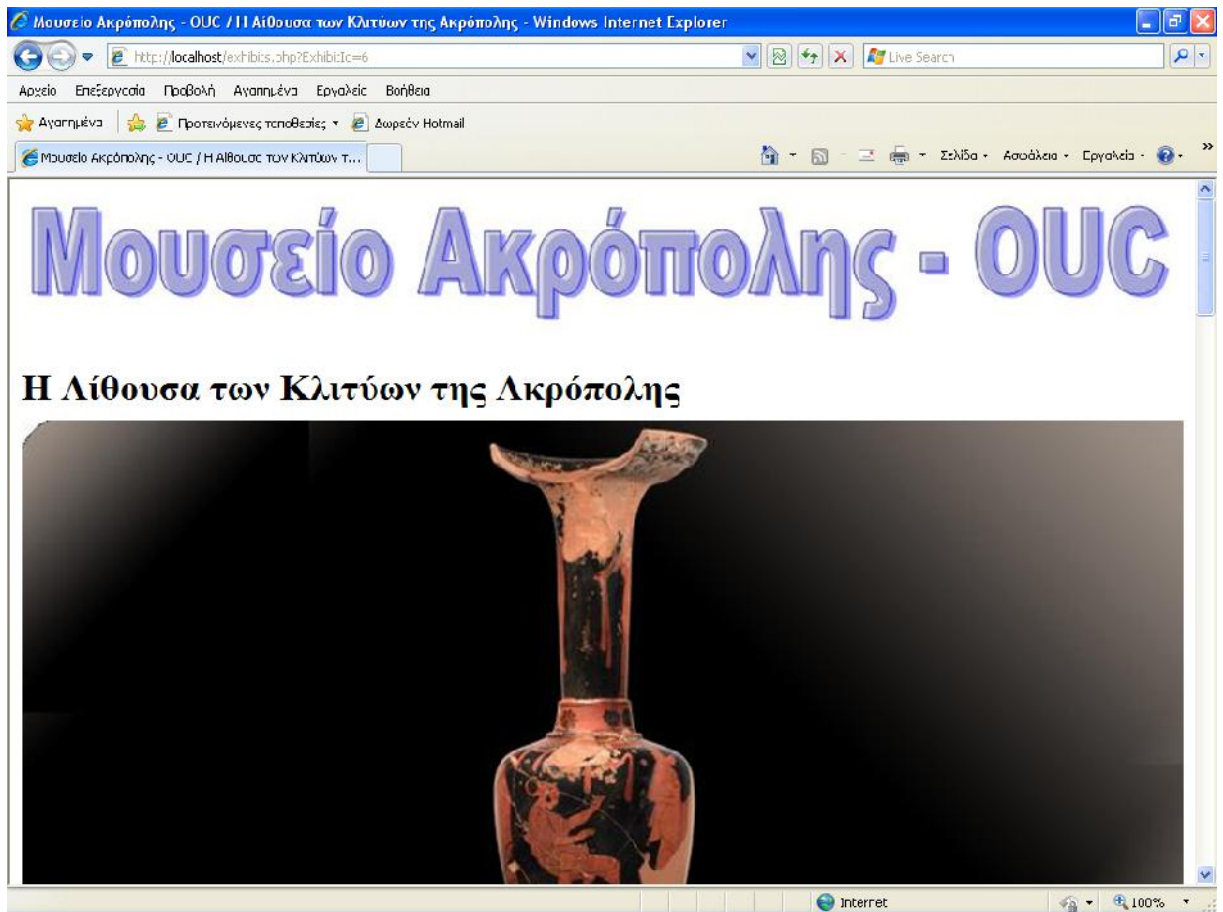 Μουσείο Ακρόπολης - OUC / Η Αίθουσα των Κλιτύων της Ακρόπολης - Windows Internet Explorer
http://localhost/exhibits.php?ExhibitId=6
Live Search
Αρχείο Επεξεργασία Προβολή Αγαπημένα Εργαλεία Βοήθεια
Αγαπημένα Προτεινόμενες τοποθεσίες Δωρεάν Hotmail
Μουσείο Ακρόπολης - OUC / Η Αίθουσα των Κλιτύων τ... Σελίδα Ασφάλεια Εργαλεία
Μουσείο Ακρόπολης - OUC
Η Αίθουσα των Κλιτύων της Ακρόπολης
Internet 100%